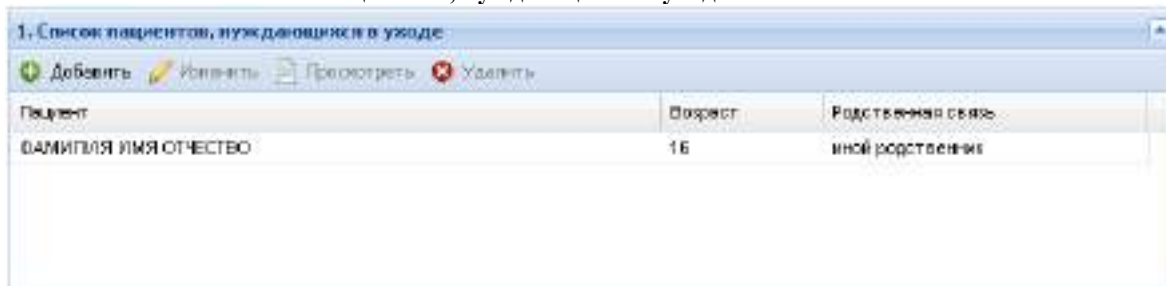 1. Список пациентов, нуждающихся в уходе
Добавить Изменить Просмотреть Удалить
Пациент Возраст Родственная связь
ФАМИЛИЯ ИМЯ ОТЧЕСТВО 16 иной родственник